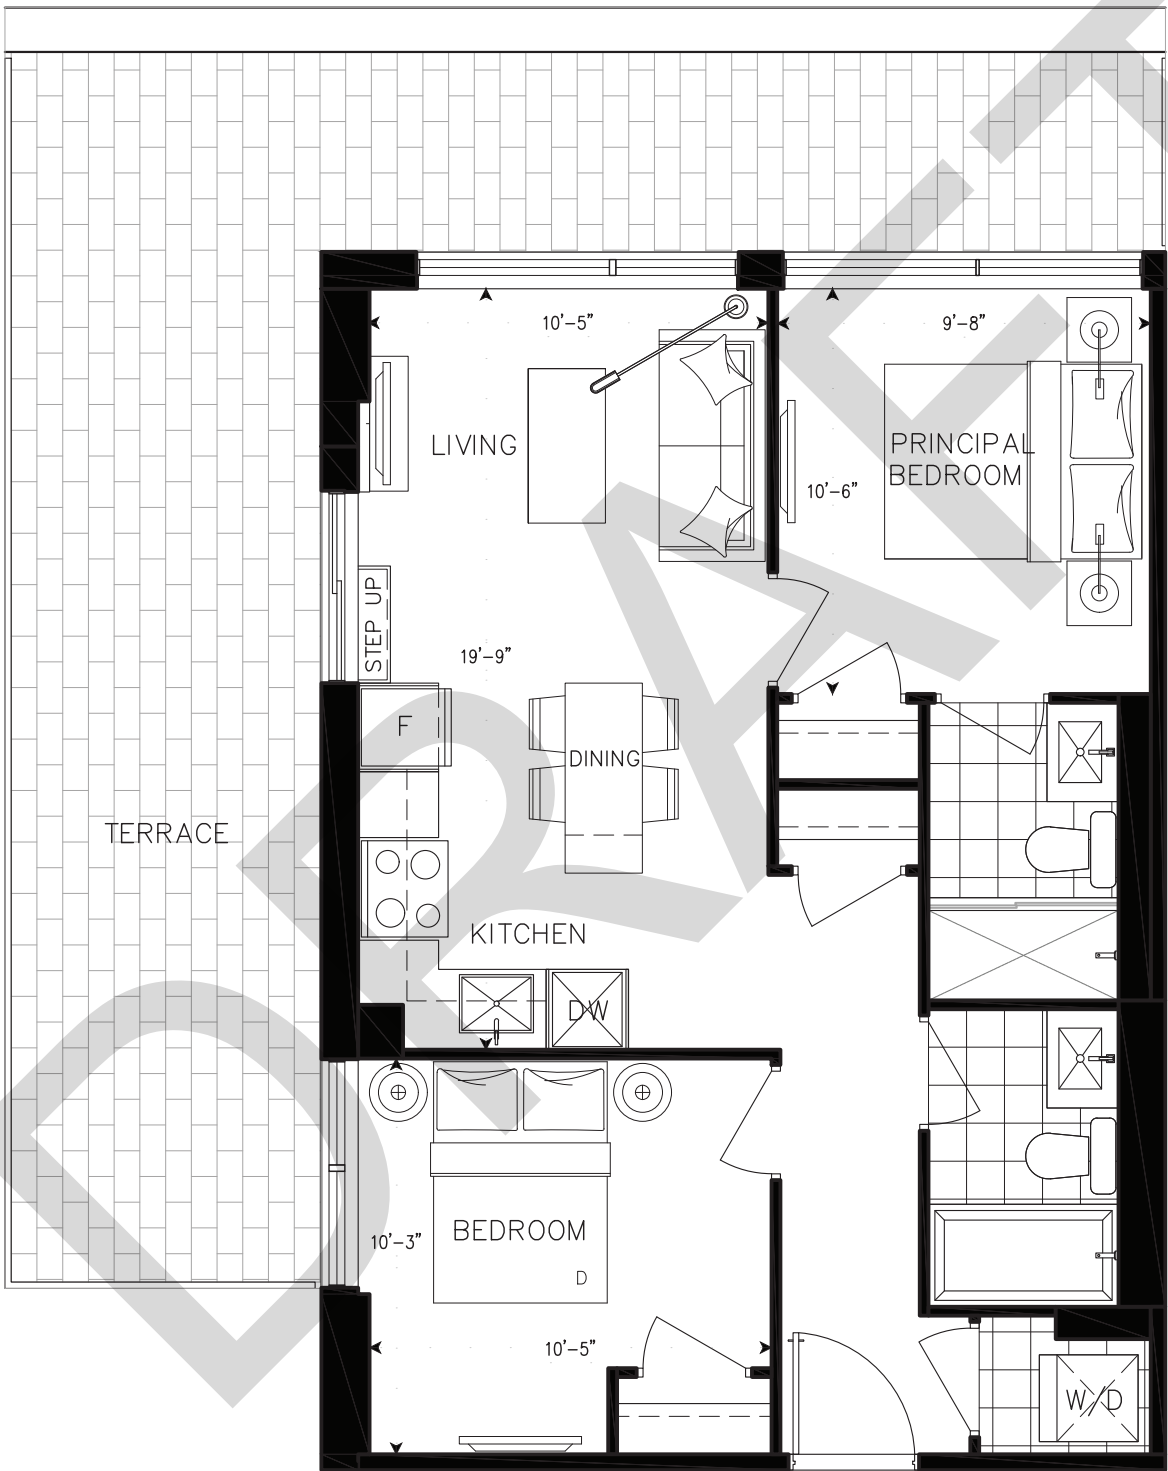 10'-5"
9'-8"
LIVING
PRINCIPAL
BEDROOM
10'-6"
STEP UP
19'-9"
F
DINING
TERRACE
KITCHEN
DW
BEDROOM
10'-3"
D
10'-5"
W/D
DRAFT